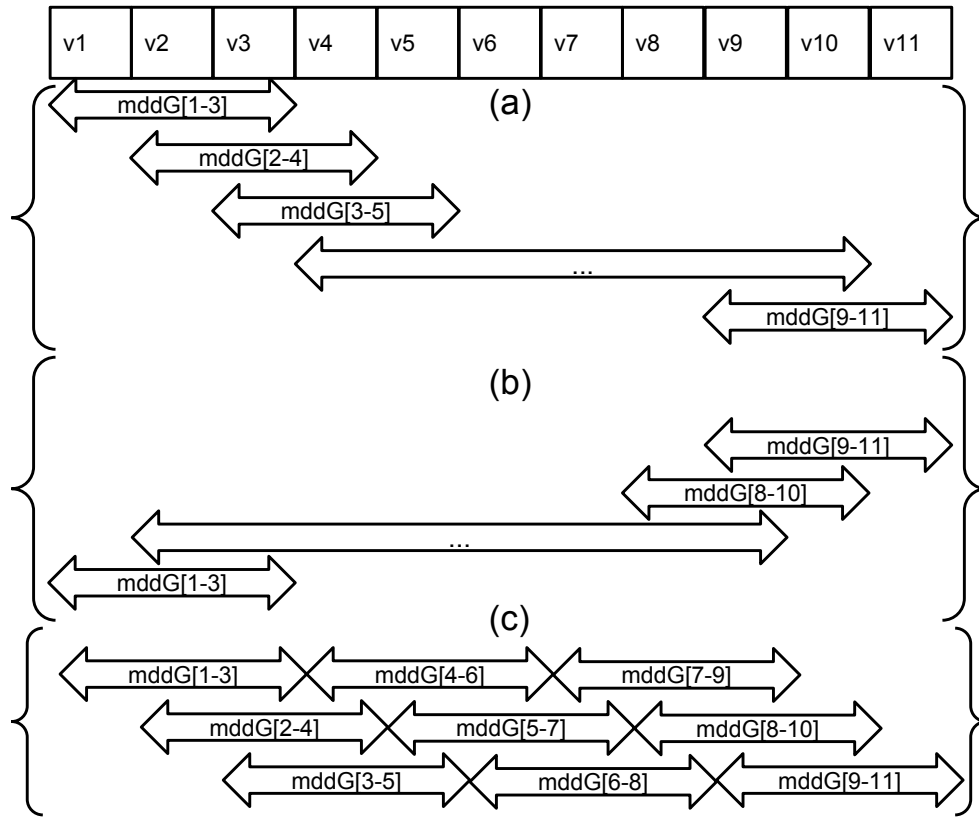 v1 v2 v3 v4 v5 v6 v7 v8 v9 v10 v11
(a)
mddG[1-3]
mddG[2-4]
mddG[3-5]
...
mddG[9-11]
(b)
mddG[9-11]
mddG[8-10]
...
mddG[1-3]
(c)
mddG[1-3] mddG[4-6] mddG[7-9]
mddG[2-4] mddG[5-7] mddG[8-10]
mddG[3-5] mddG[6-8] mddG[9-11]